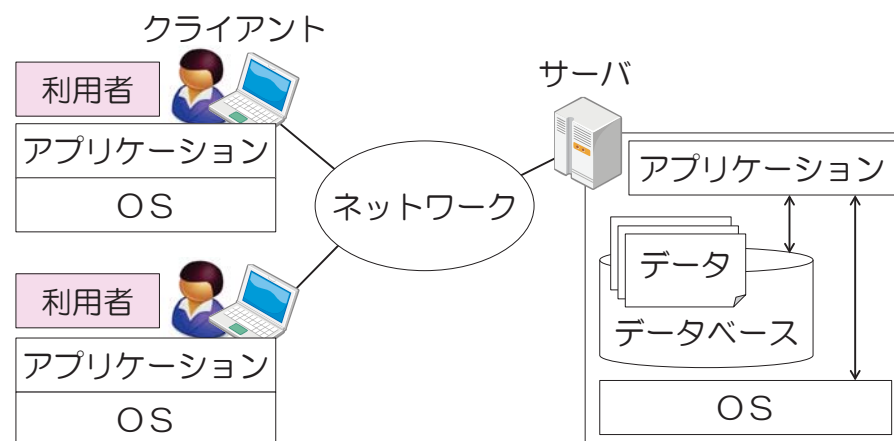 クライアント
利用者
アプリケーション
OS
利用者
アプリケーション
OS
ネットワーク
サーバ
アプリケーション
データ
データベース
OS